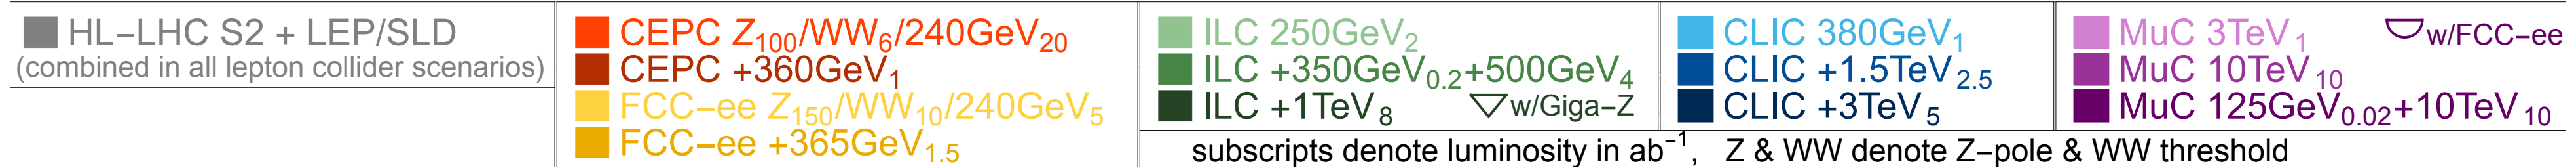 HL−LHC S2 + LEP/SLD
(combined in all lepton collider scenarios)
CEPC Z₁₀₀/WW₆/240GeV₂₀
CEPC +360GeV₁
FCC−ee Z₁₅₀/WW₁₀/240GeV₅
FCC−ee +365GeV₁.₅
ILC 250GeV₂
ILC +350GeV₀.₂+500GeV₄
ILC +1TeV₈ w/Giga−Z
CLIC 380GeV₁
CLIC +1.5TeV₂.₅
CLIC +3TeV₅
MuC 3TeV₁ w/FCC−ee
MuC 10TeV₁₀
MuC 125GeV₀.₀₂+10TeV₁₀
subscripts denote luminosity in ab⁻¹, Z & WW denote Z−pole & WW threshold